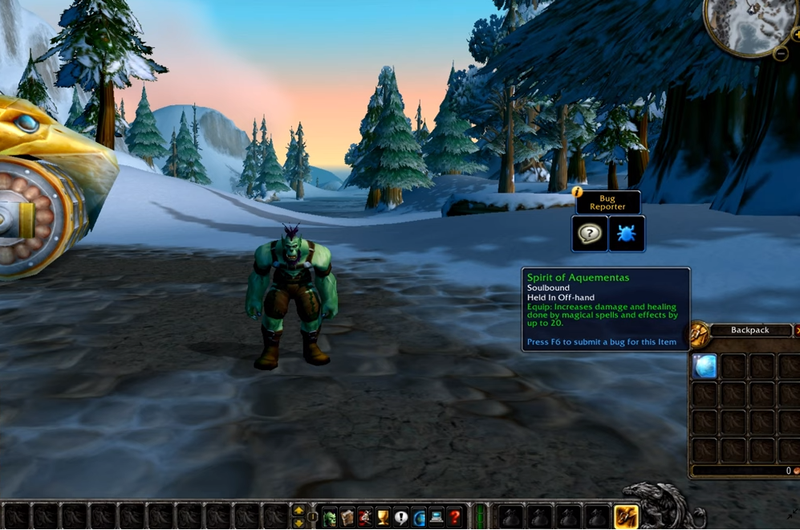 Bug
Reporter
Spirit of Aquementas
Soulbound
Held In Off-hand
Equip: Increases damage and healing
done by magical spells and effects by
up to 20.
Press F6 to submit a bug for this Item
Backpack
0